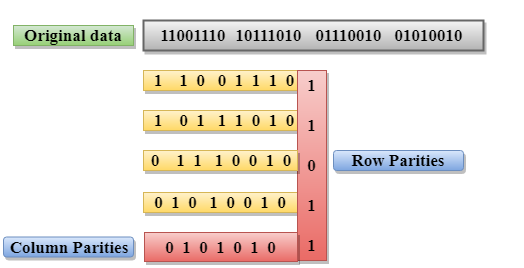 Original data 11001110 10111010 01110010 01010010
1 1 0 0 1 1 1 0 1
1 0 1 1 1 0 1 0 1
0 1 1 1 0 0 1 0 0 Row Parities
0 1 0 1 0 0 1 0 1
Column Parities 0 1 0 1 0 1 0 1